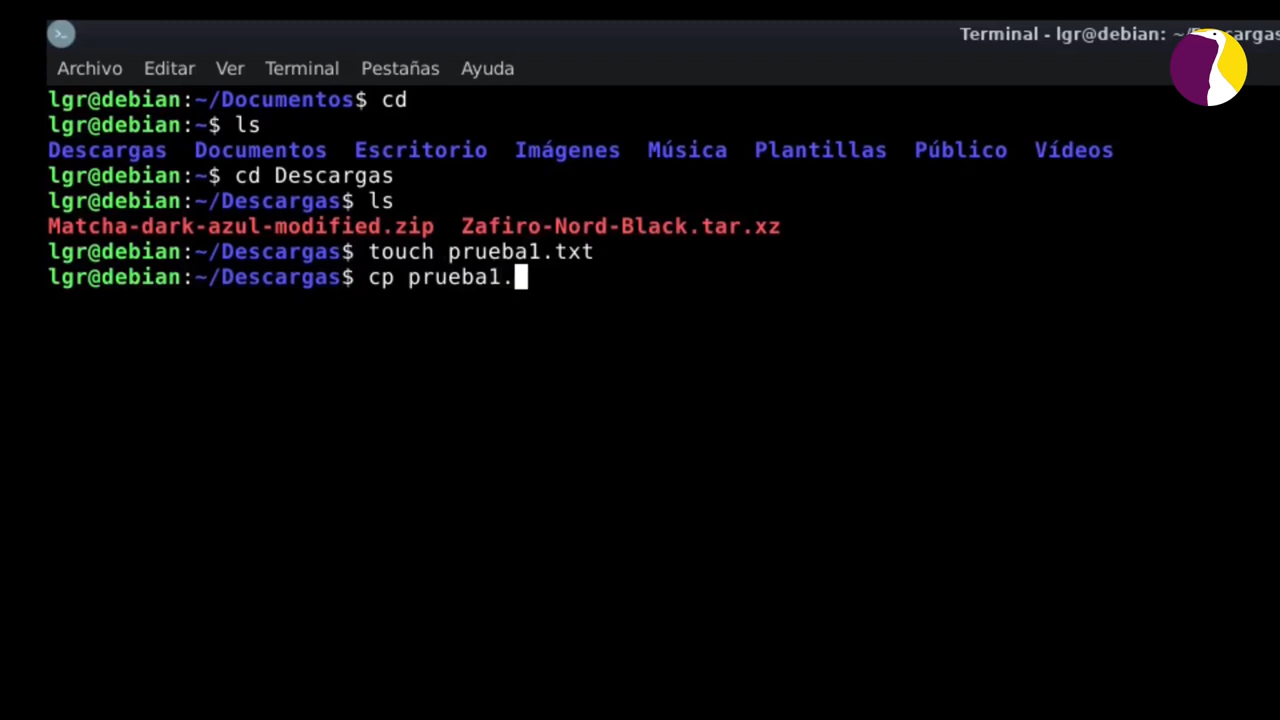 Terminal - lgr@debian: ~/Descargas
Archivo Editar Ver Terminal Pestañas Ayuda
lgr@debian:~/Documentos$ cd
lgr@debian:~$ ls
Descargas Documentos Escritorio Imágenes Música Plantillas Público Vídeos
lgr@debian:~$ cd Descargas
lgr@debian:~/Descargas$ ls
Matcha-dark-azul-modified.zip Zafiro-Nord-Black.tar.xz
lgr@debian:~/Descargas$ touch prueba1.txt
lgr@debian:~/Descargas$ cp prueba1.